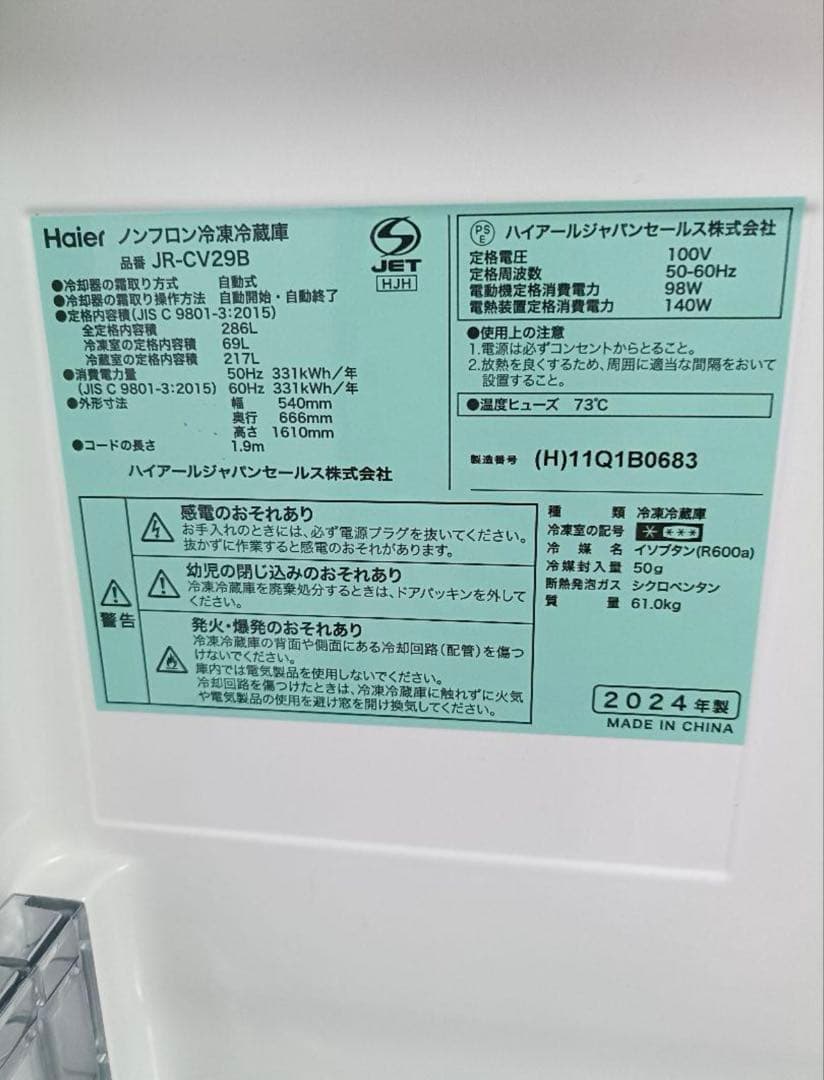 Haier ノンフロン冷凍冷蔵庫
品番 JR-CV29B
JET
HJH
●冷却器の霜取り方式 自動式
●冷却器の霜取り操作方法 自動開始・自動終了
●定格内容積(JIS C 9801-3:2015)
全定格内容積 286L
冷凍室の定格内容積 69L
冷蔵室の定格内容積 217L
●消費電力量 50Hz 331kWh/年
(JIS C 9801-3:2015) 60Hz 331kWh/年
●外形寸法 幅 540mm
奥行 666mm
高さ 1610mm
●コードの長さ 1.9m
ハイアールジャパンセールス株式会社
PSE ハイアールジャパンセールス株式会社
定格電圧 100V
定格周波数 50-60Hz
電動機定格消費電力 98W
電熱装置定格消費電力 140W
●使用上の注意
1.電源は必ずコンセントからとること。
2.放熱を良くするため、周囲に適当な間隔をおいて
設置すること。
●温度ヒューズ 73℃
製造番号 (H)11Q1B0683
警告
感電のおそれあり
お手入れのときには、必ず電源プラグを抜いてください。
抜かずに作業すると感電のおそれがあります。
幼児の閉じ込みのおそれあり
冷凍冷蔵庫を廃棄処分するときは、ドアパッキンを外して
ください。
発火・爆発のおそれあり
冷凍冷蔵庫の背面や側面にある冷却回路(配管)を傷つ
けないでください。
庫内では電気製品を使用しないでください。
冷却回路を傷つけたときは、冷凍冷蔵庫に触れずに火気
や電気製品の使用を避け窓を開け換気してください。
種類 冷凍冷蔵庫
冷凍室の記号 * ***
冷媒名 イソブタン(R600a)
冷媒封入量 50g
断熱発泡ガス シクロペンタン
質量 61.0kg
2024年製
MADE IN CHINA